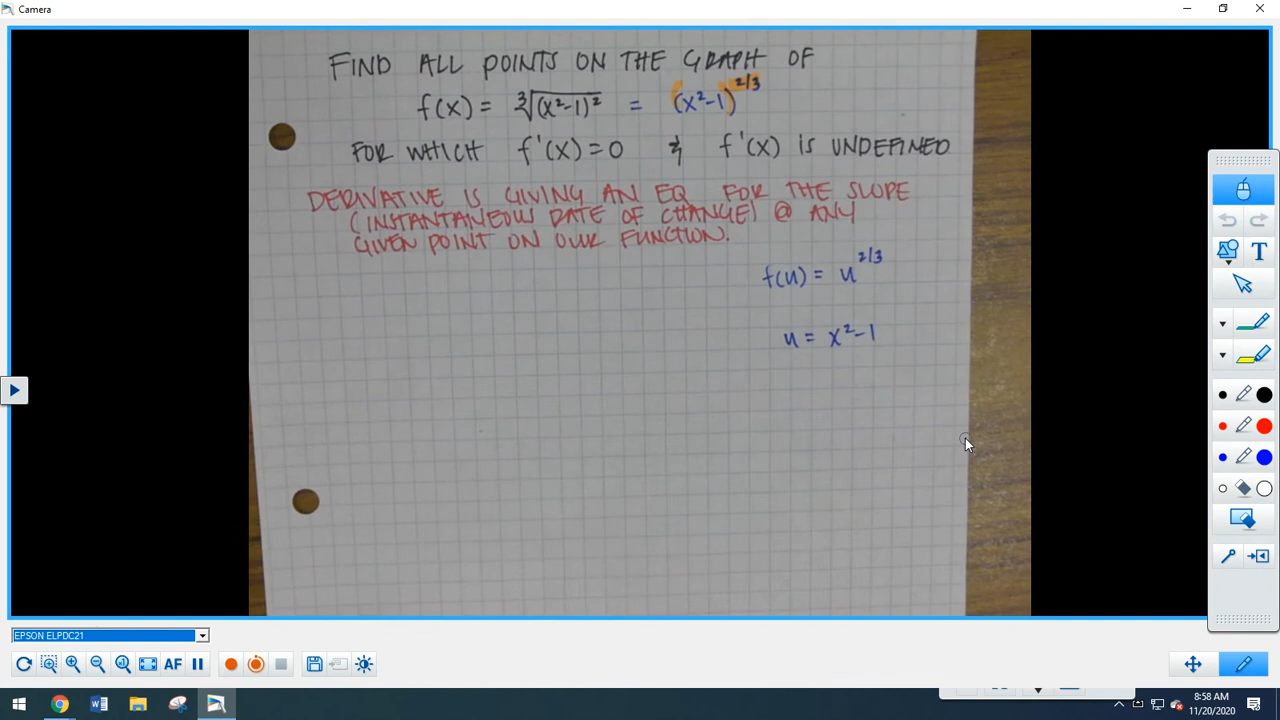 Camera
FIND ALL POINTS ON THE GRAPH OF
f(x) = ∛(x²-1)² = (x²-1)^2/3
FOR WHICH f'(x) = 0 & f'(x) IS UNDEFINED
DERIVATIVE IS GIVING AN EQ FOR THE SLOPE
(INSTANTANEOUS RATE OF CHANGE) @ ANY
GIVEN POINT ON OUR FUNCTION.
f(u) = u^2/3
u = x²-1
T
EPSON ELPDC21
AF
8:58 AM
11/20/2020